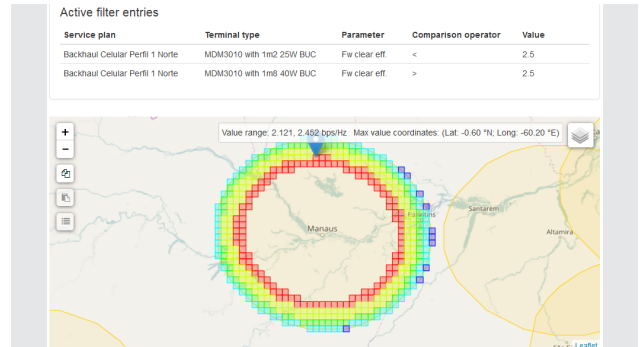 Active filter entries
Service plan Terminal type Parameter Comparison operator Value
Backhaul Celular Perfil 1 Norte MDM3010 with 1m2 25W BUC Fw clear eff. < 2.5
Backhaul Celular Perfil 1 Norte MDM3010 with 1m8 40W BUC Fw clear eff. > 2.5
+
Value range: 2.121, 2.452 bps/Hz Max value coordinates: (Lat: -0.60 °N; Long: -60.20 °E)
−
Santarem
Parintins
Manaus
Altamira
Leaflet